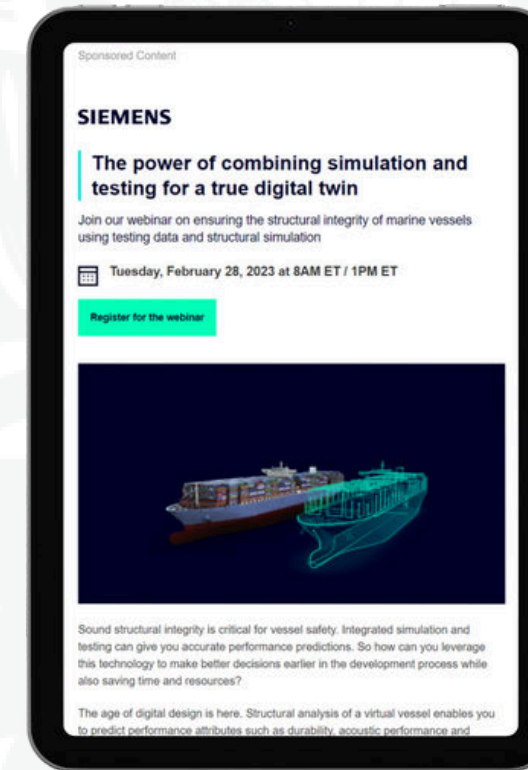 Sponsored Content
SIEMENS
The power of combining simulation and
testing for a true digital twin
Join our webinar on ensuring the structural integrity of marine vessels
using testing data and structural simulation
Tuesday, February 28, 2023 at 8AM ET / 1PM ET
Register for the webinar
Sound structural integrity is critical for vessel safety. Integrated simulation and
testing can give you accurate performance predictions. So how can you leverage
this technology to make better decisions earlier in the development process while
also saving time and resources?
The age of digital design is here. Structural analysis of a virtual vessel enables you
to predict performance attributes such as durability, acoustic performance and